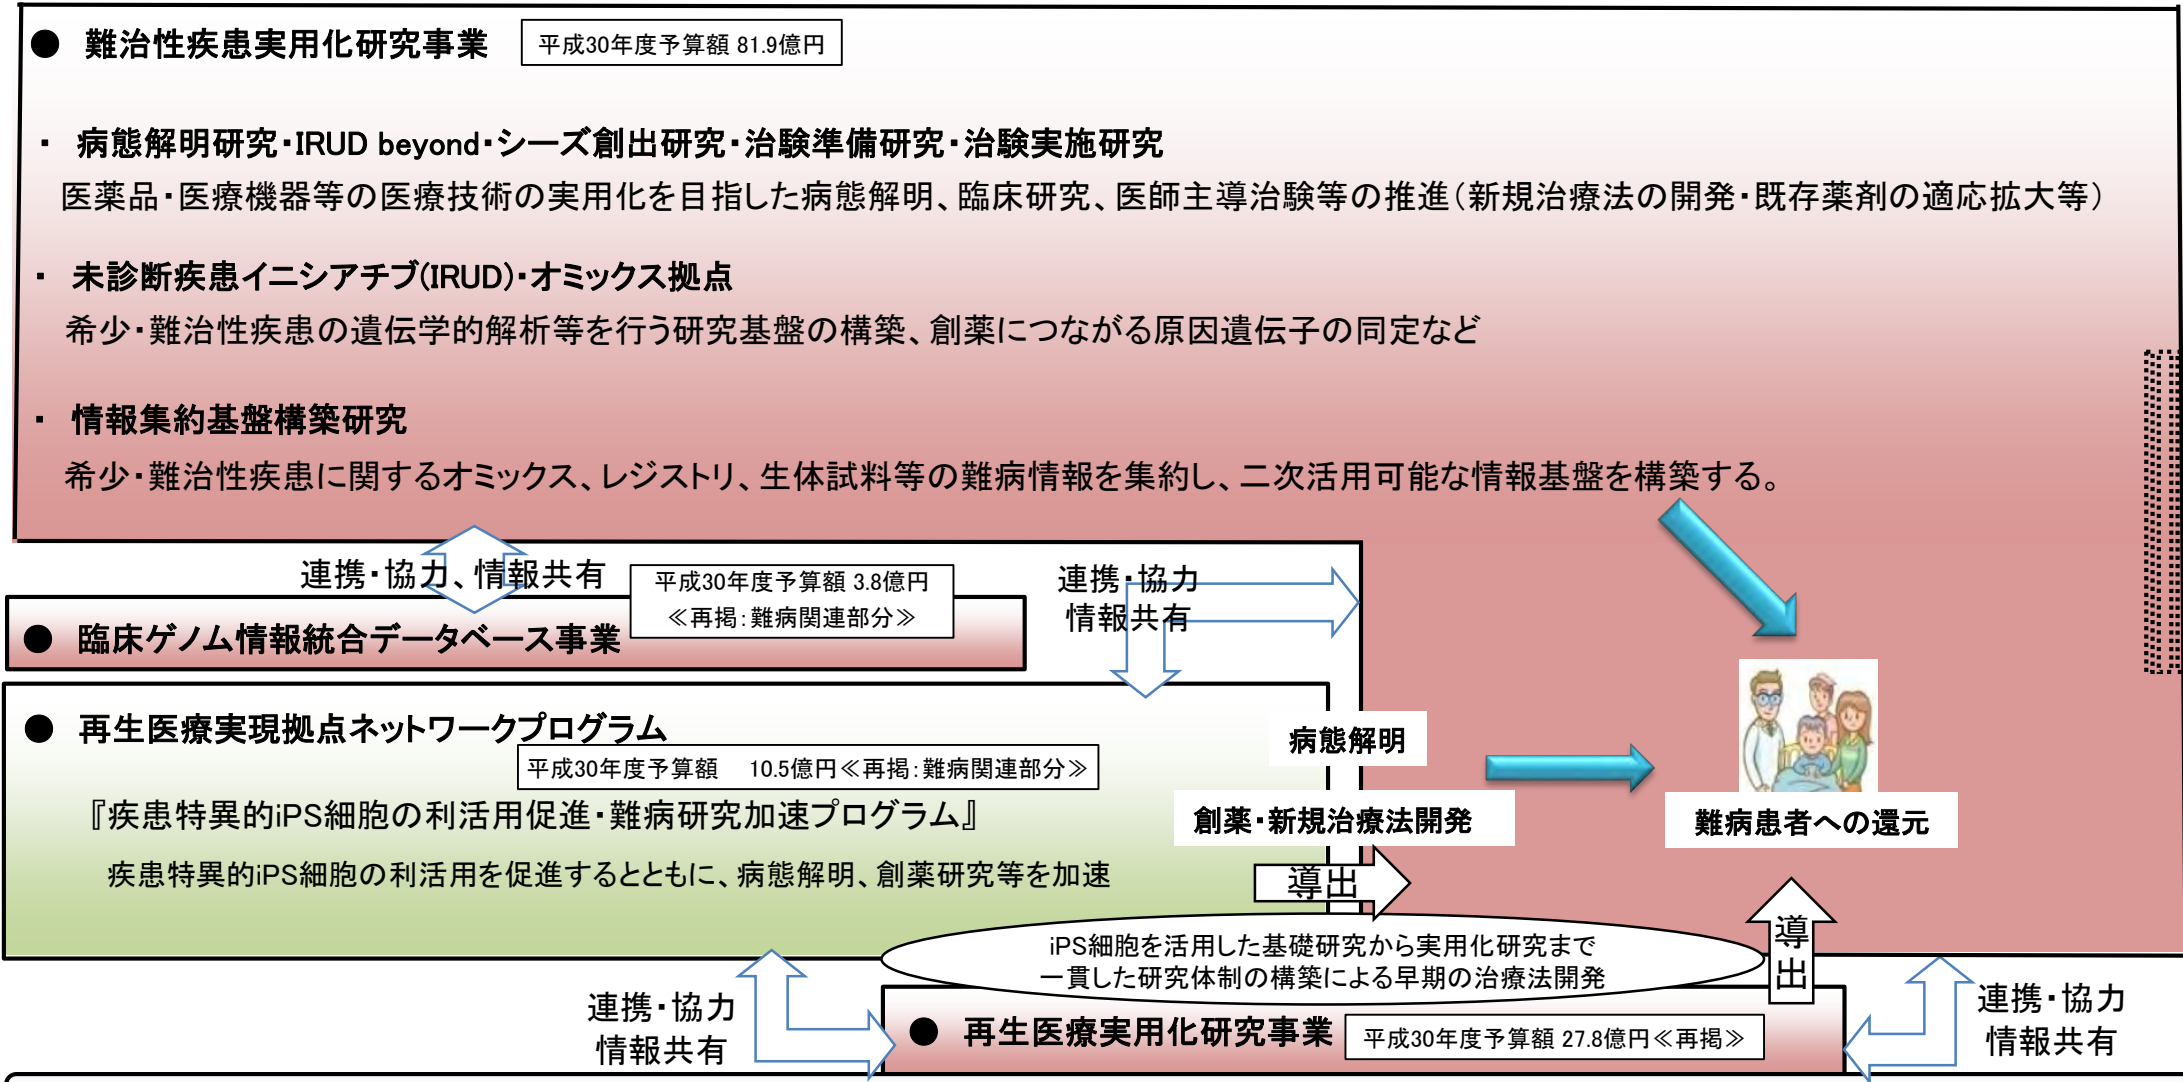 ● 難治性疾患実用化研究事業
平成30年度予算額 81.9億円
・ 病態解明研究・IRUD beyond・シーズ創出研究・治験準備研究・治験実施研究
医薬品・医療機器等の医療技術の実用化を目指した病態解明、臨床研究、医師主導治験等の推進（新規治療法の開発・既存薬剤の適応拡大等）
・ 未診断疾患イニシアチブ(IRUD)・オミックス拠点
希少・難治性疾患の遺伝学的解析等を行う研究基盤の構築、創薬につながる原因遺伝子の同定など
・ 情報集約基盤構築研究
希少・難治性疾患に関するオミックス、レジストリ、生体試料等の難病情報を集約し、二次活用可能な情報基盤を構築する。
連携・協力、情報共有
平成30年度予算額 3.8億円
≪再掲：難病関連部分≫
連携・協力
情報共有
● 臨床ゲノム情報統合データベース事業
● 再生医療実現拠点ネットワークプログラム
平成30年度予算額　10.5億円≪再掲：難病関連部分≫
『疾患特異的iPS細胞の利活用促進・難病研究加速プログラム』
疾患特異的iPS細胞の利活用を促進するとともに、病態解明、創薬研究等を加速
病態解明
創薬・新規治療法開発
導出
難病患者への還元
導出
iPS細胞を活用した基礎研究から実用化研究まで
一貫した研究体制の構築による早期の治療法開発
連携・協力
情報共有
● 再生医療実用化研究事業
平成30年度予算額 27.8億円≪再掲≫
連携・協力
情報共有